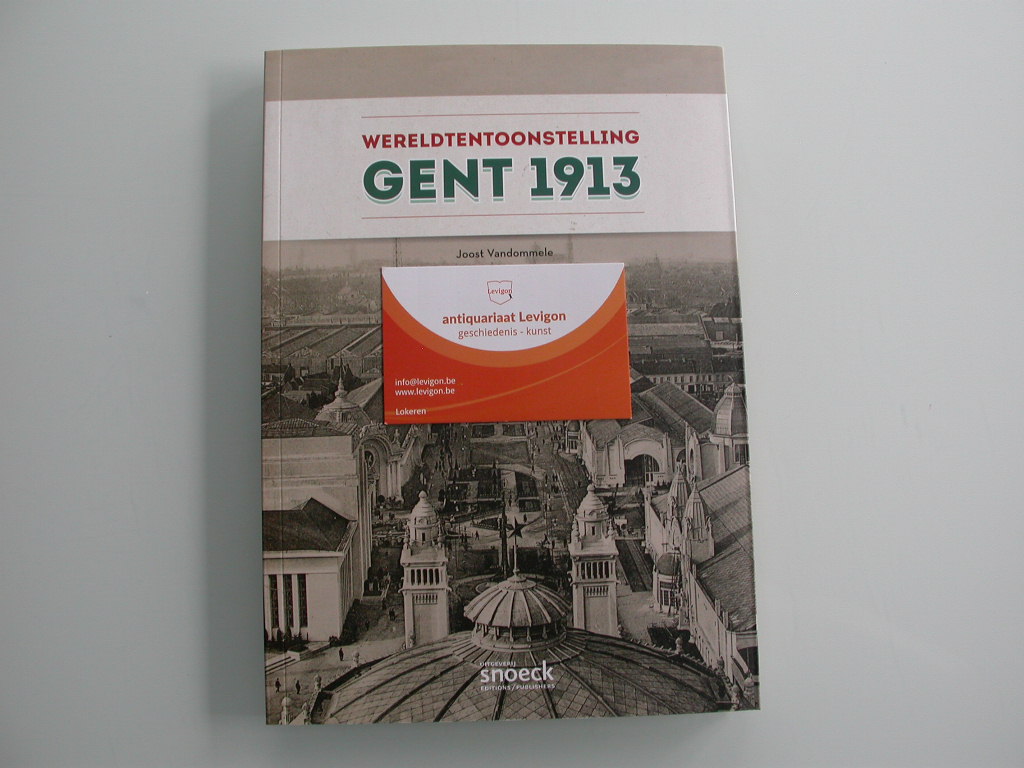 WERELDTENTOONSTELLING
GENT 1913
Joost Vandommele
Levigon
antiquariaat Levigon
geschiedenis - kunst
info@levigon.be
www.levigon.be
Lokeren
UITGEVERIJ
snoeck
EDITIONS/PUBLISHERS